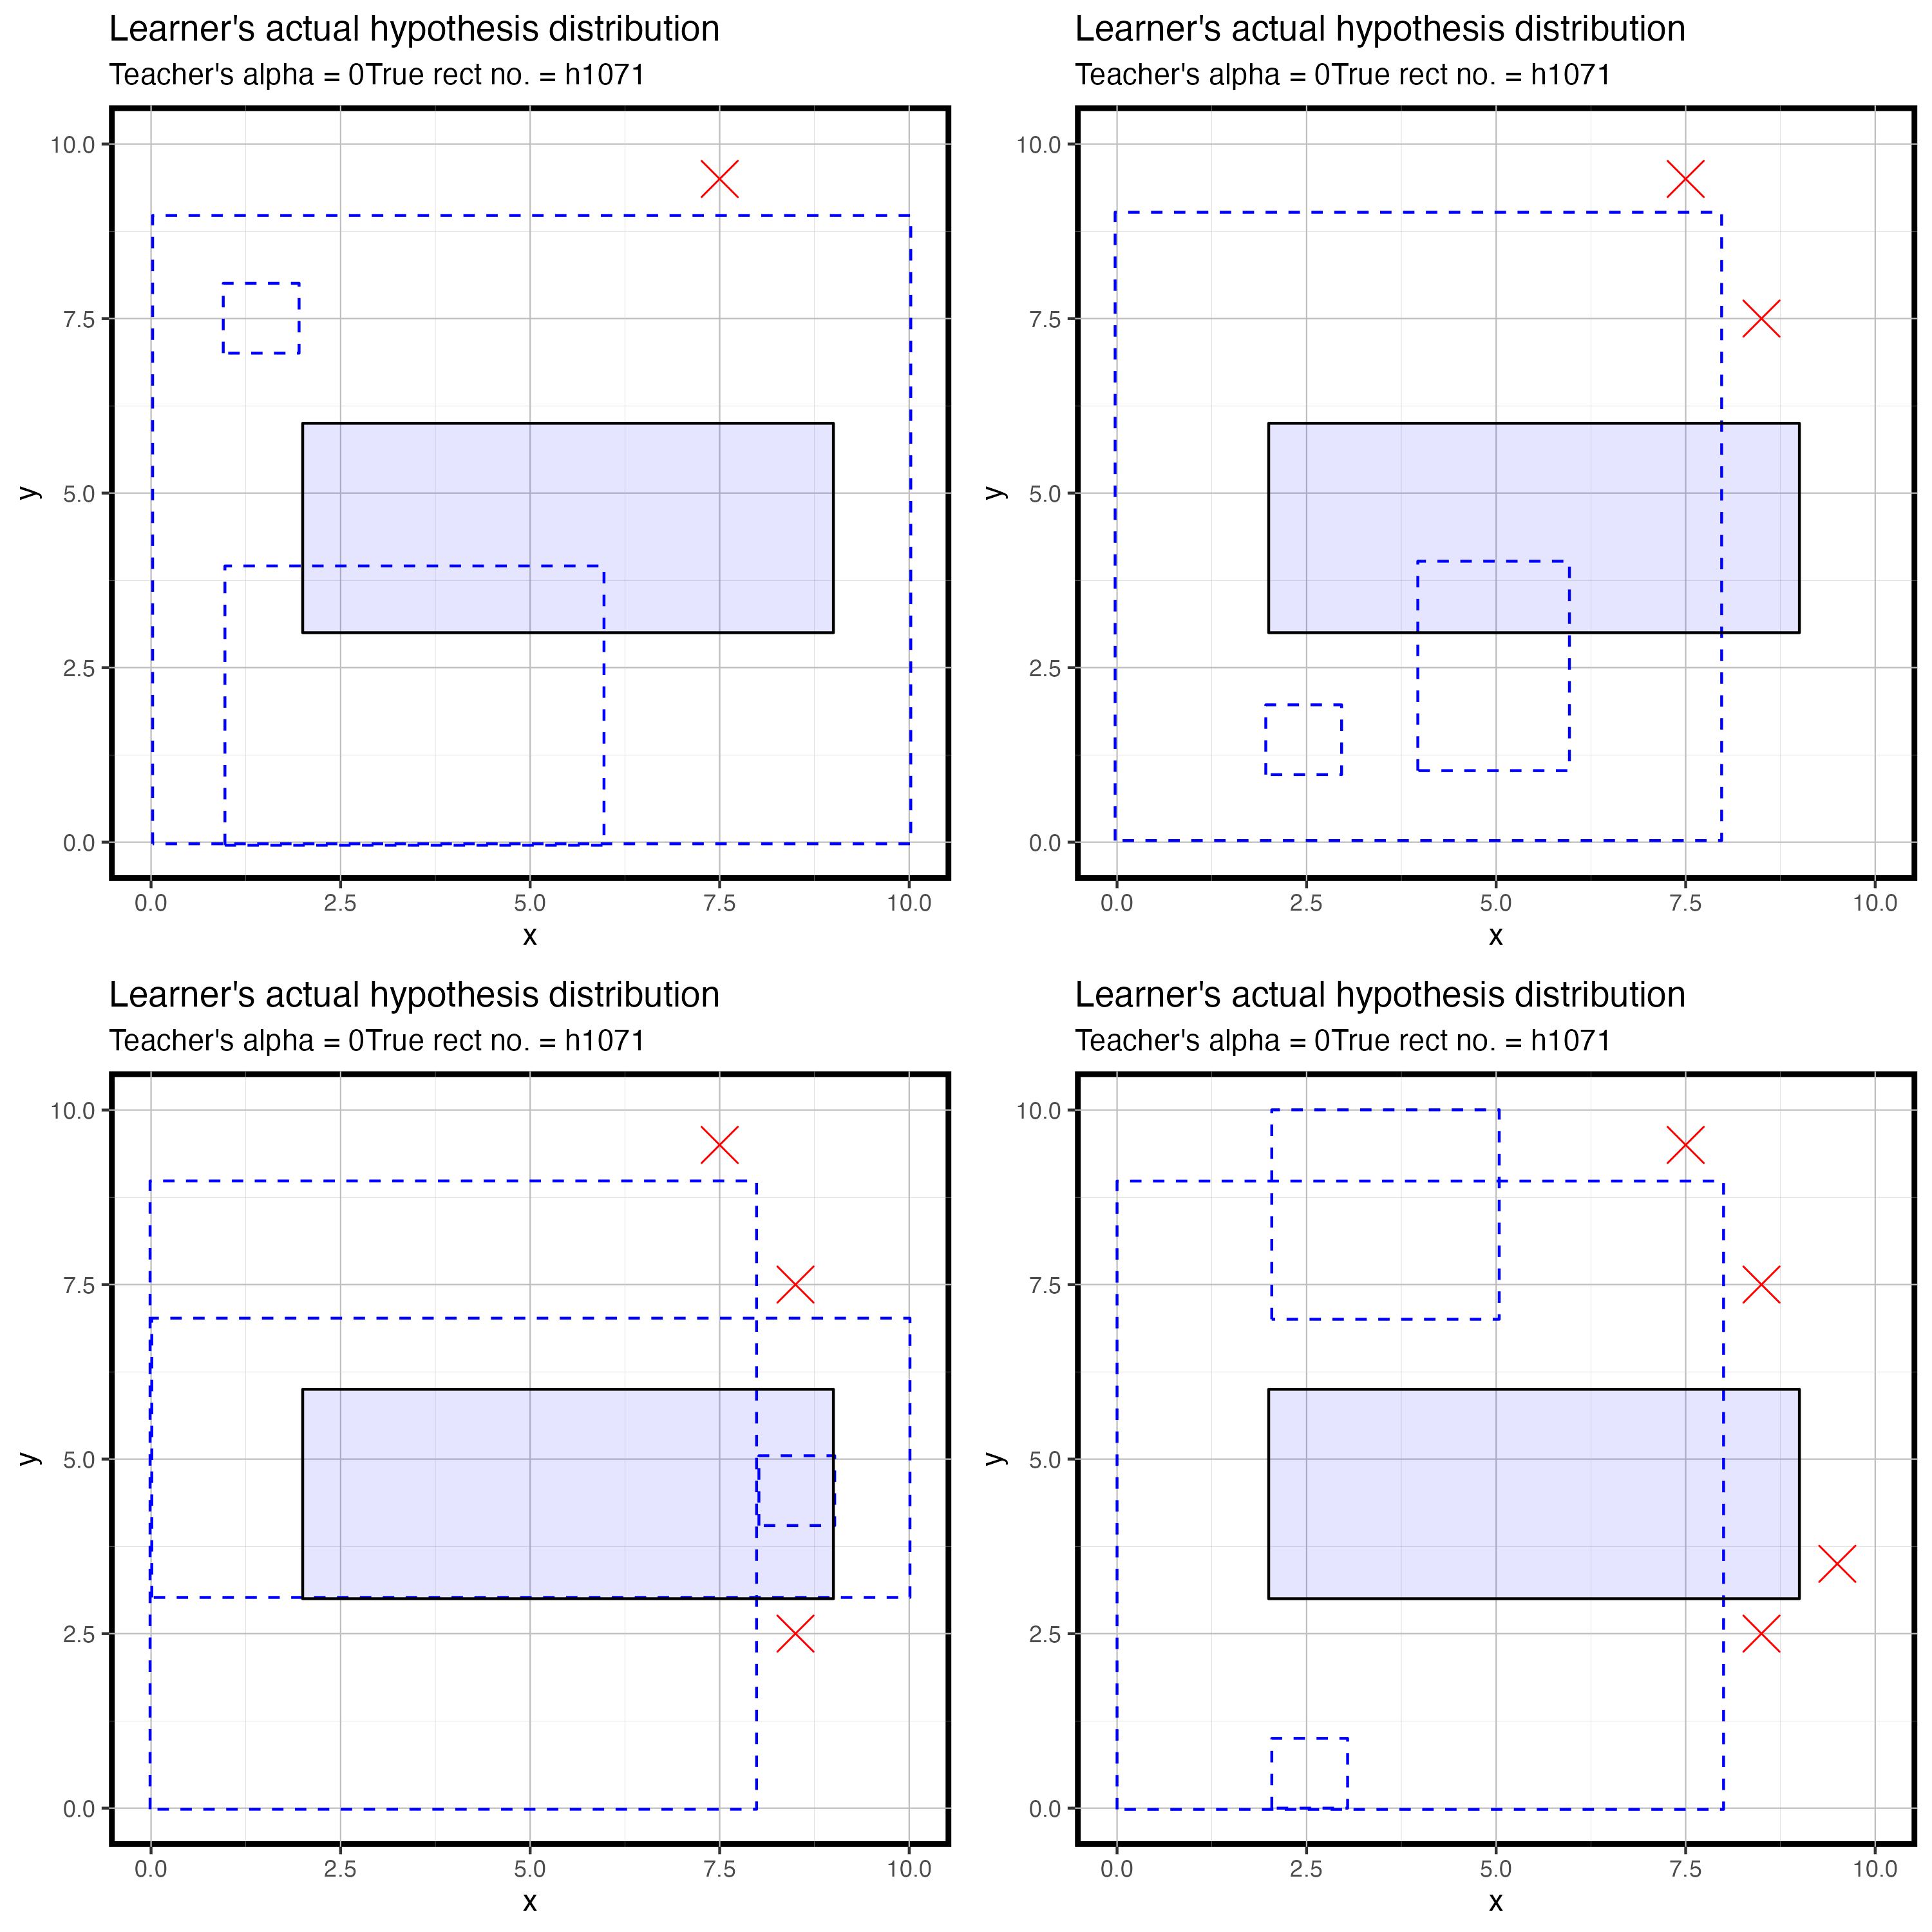 Learner's actual hypothesis distribution
Teacher's alpha = 0True rect no. = h1071
10.0
7.5
5.0
2.5
0.0
y
0.0 2.5 5.0 7.5 10.0
x
Learner's actual hypothesis distribution
Teacher's alpha = 0True rect no. = h1071
10.0
7.5
5.0
2.5
0.0
y
0.0 2.5 5.0 7.5 10.0
x
Learner's actual hypothesis distribution
Teacher's alpha = 0True rect no. = h1071
10.0
7.5
5.0
2.5
0.0
y
0.0 2.5 5.0 7.5 10.0
x
Learner's actual hypothesis distribution
Teacher's alpha = 0True rect no. = h1071
10.0
7.5
5.0
2.5
0.0
y
0.0 2.5 5.0 7.5 10.0
x